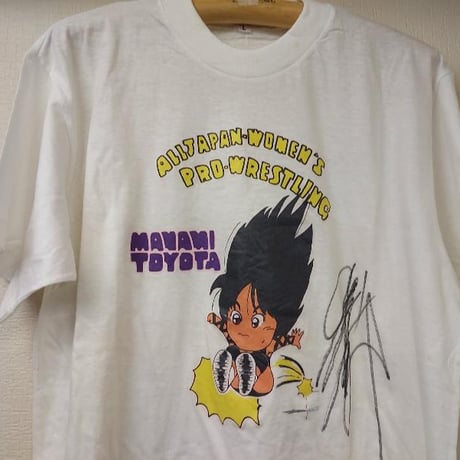 ALLJAPAN-WOMEN'S
PRO-WRESTLING
MANAMI
TOYOTA